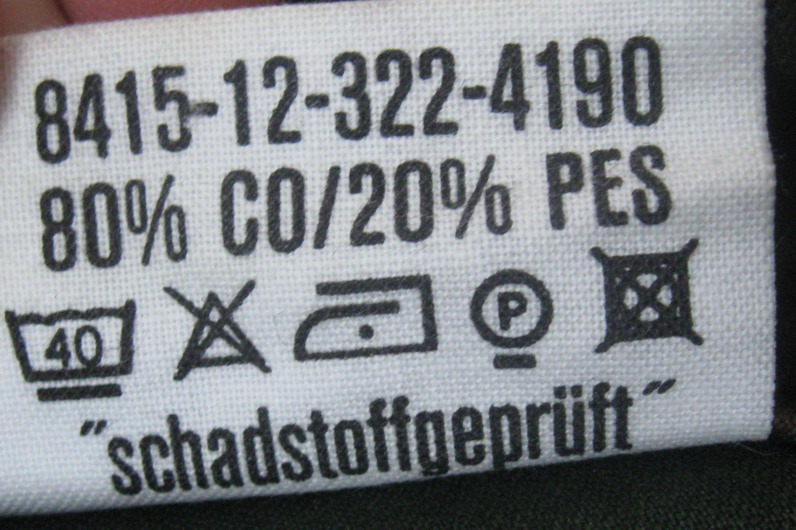 8415-12-322-4190
80% CO/20% PES
40 P
"schadstoffgeprüft"